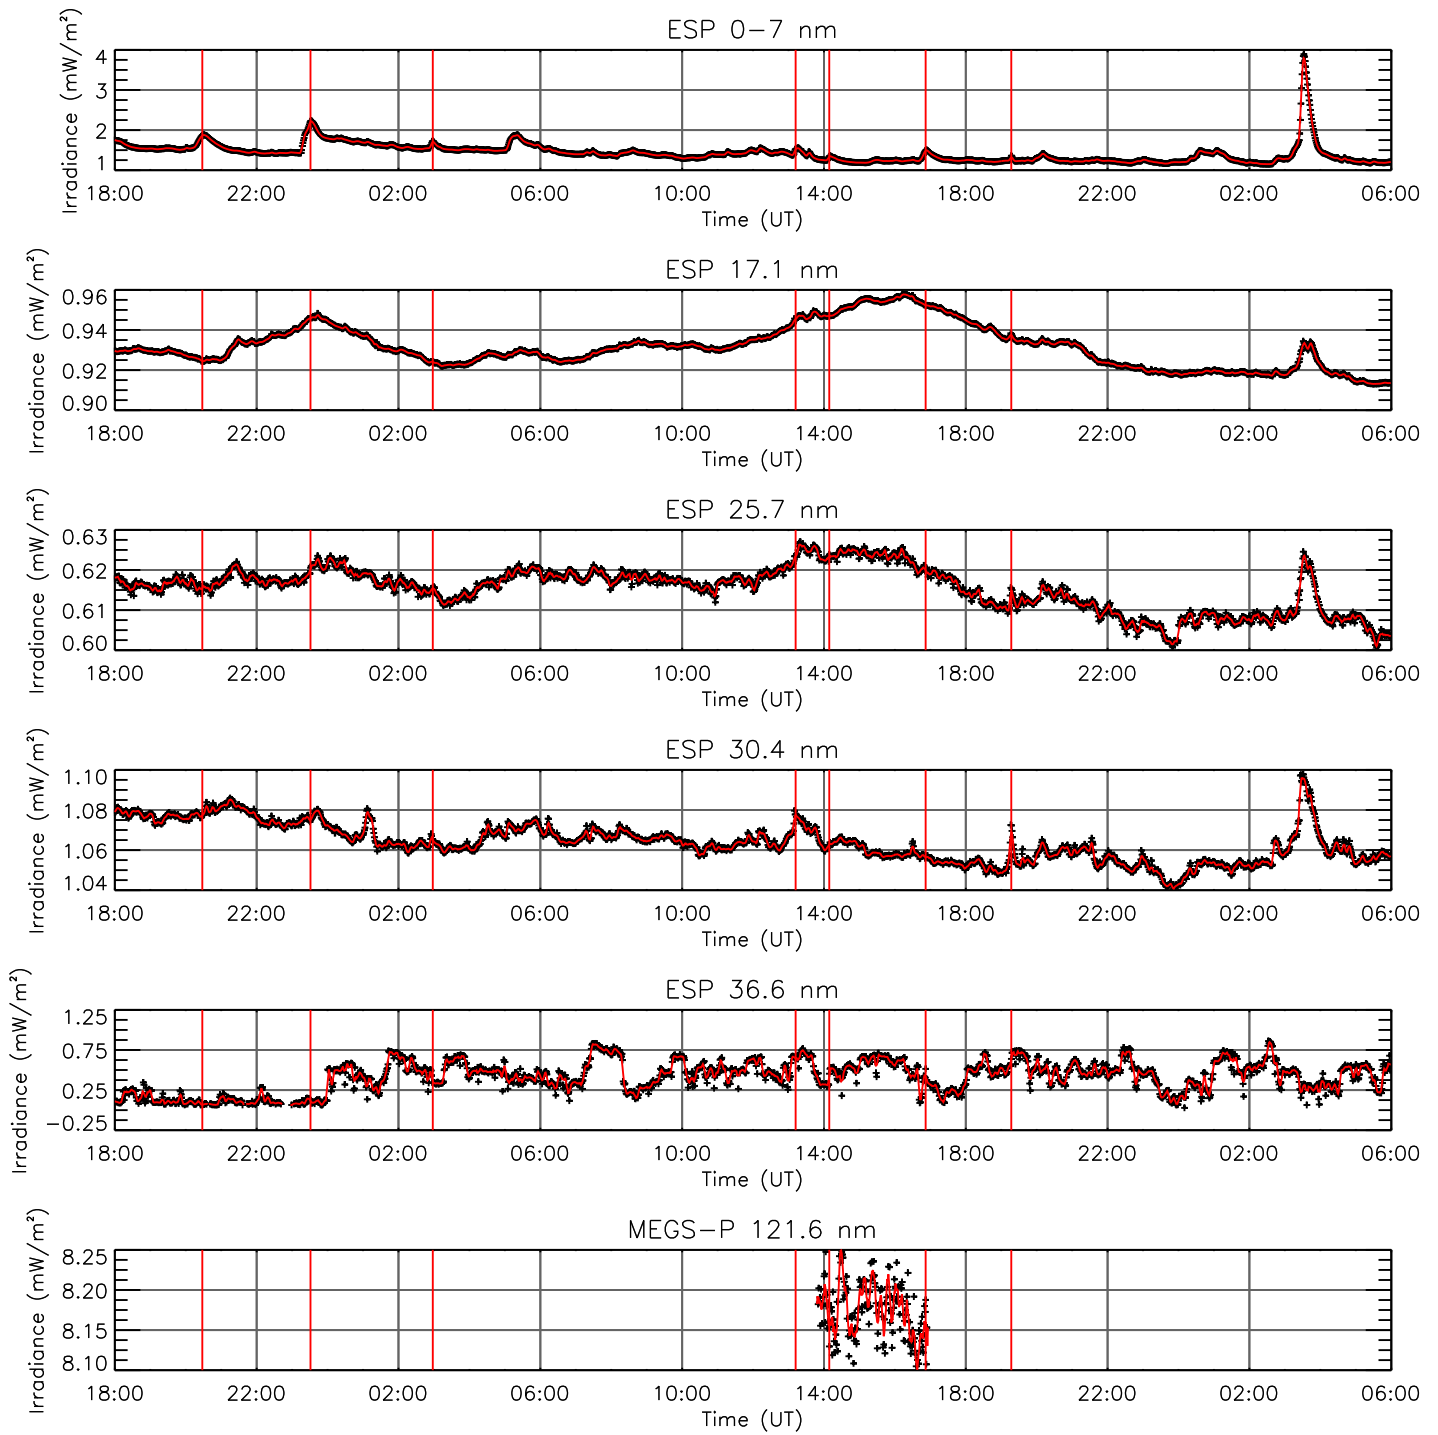 ESP 0−7 nm
Irradiance (mW/m²)
4
3
2
1
18:00 22:00 02:00 06:00 10:00 14:00 18:00 22:00 02:00 06:00
Time (UT)
ESP 17.1 nm
Irradiance (mW/m²)
0.96
0.94
0.92
0.90
18:00 22:00 02:00 06:00 10:00 14:00 18:00 22:00 02:00 06:00
Time (UT)
ESP 25.7 nm
Irradiance (mW/m²)
0.63
0.62
0.61
0.60
18:00 22:00 02:00 06:00 10:00 14:00 18:00 22:00 02:00 06:00
Time (UT)
ESP 30.4 nm
Irradiance (mW/m²)
1.10
1.08
1.06
1.04
18:00 22:00 02:00 06:00 10:00 14:00 18:00 22:00 02:00 06:00
Time (UT)
ESP 36.6 nm
Irradiance (mW/m²)
1.25
0.75
0.25
−0.25
18:00 22:00 02:00 06:00 10:00 14:00 18:00 22:00 02:00 06:00
Time (UT)
MEGS−P 121.6 nm
Irradiance (mW/m²)
8.25
8.20
8.15
8.10
18:00 22:00 02:00 06:00 10:00 14:00 18:00 22:00 02:00 06:00
Time (UT)